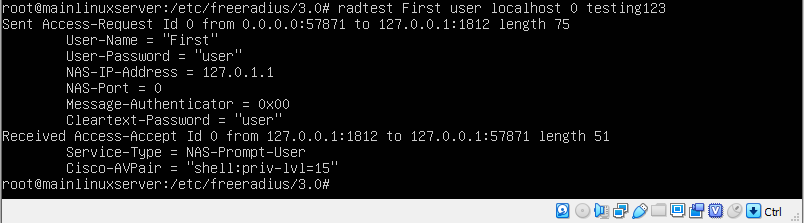 root@mainlinuxserver:/etc/freeradius/3.0# radtest First user localhost 0 testing123
Sent Access-Request Id 0 from 0.0.0.0:57871 to 127.0.0.1:1812 length 75
User-Name = "First"
User-Password = "user"
NAS-IP-Address = 127.0.1.1
NAS-Port = 0
Message-Authenticator = 0x00
Cleartext-Password = "user"
Received Access-Accept Id 0 from 127.0.0.1:1812 to 127.0.0.1:57871 length 51
Service-Type = NAS-Prompt-User
Cisco-AVPair = "shell:priv-lvl=15"
root@mainlinuxserver:/etc/freeradius/3.0#
Ctrl